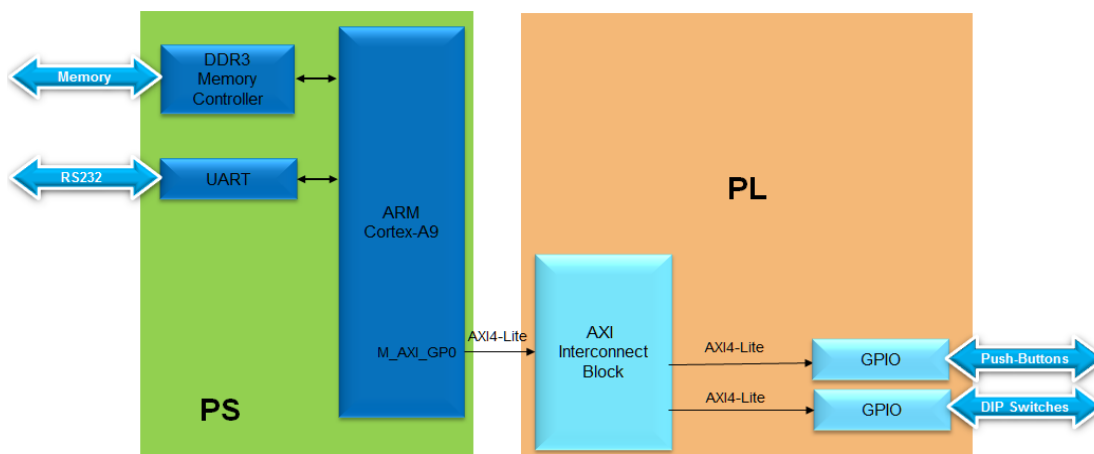 DDR3
Memory
Controller
Memory
RS232
UART
ARM
Cortex-A9
M_AXI_GP0
PS
AXI4-Lite
PL
AXI
Interconnect
Block
AXI4-Lite
GPIO
Push-Buttons
AXI4-Lite
GPIO
DIP Switches